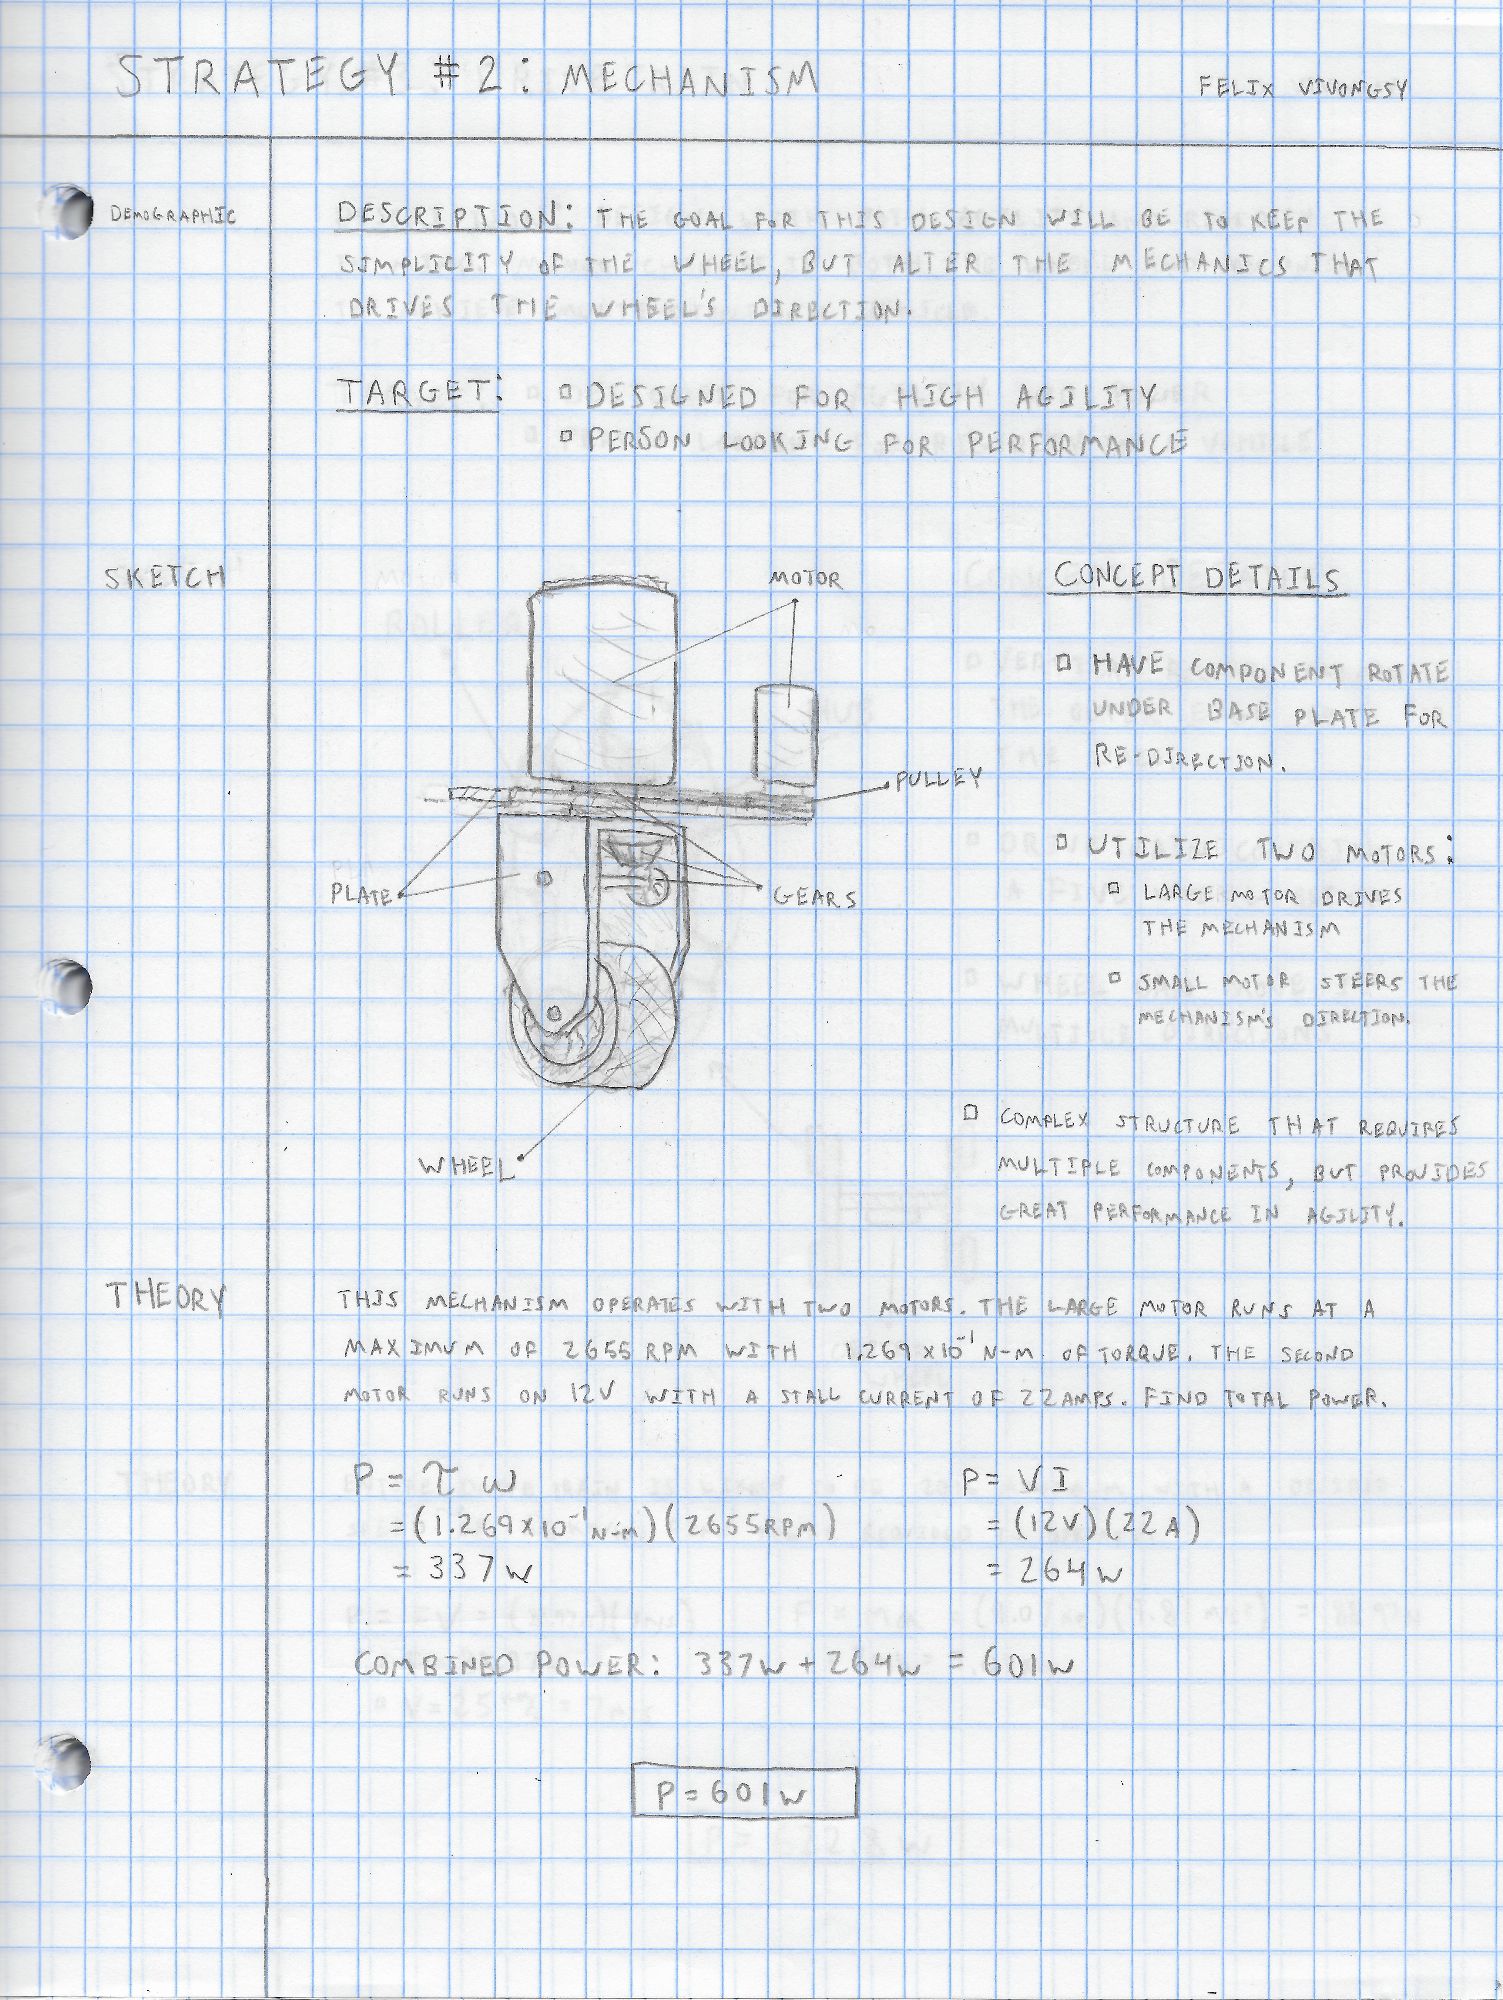 STRATEGY #2: MECHANISM
FELIX VIVONGSY
DEMOGRAPHIC
DESCRIPTION: THE GOAL FOR THIS DESIGN WILL BE TO KEEP THE
SIMPLICITY OF THE WHEEL, BUT ALTER THE MECHANICS THAT
DRIVES THE WHEEL'S DIRECTION.
TARGET: ▫ DESIGNED FOR HIGH AGILITY
▫ PERSON LOOKING FOR PERFORMANCE
SKETCH
MOTOR
PULLEY
PLATE
GEARS
WHEEL
CONCEPT DETAILS
▫ HAVE COMPONENT ROTATE
UNDER BASE PLATE FOR
RE-DIRECTION.
▫ UTILIZE TWO MOTORS:
▫ LARGE MOTOR DRIVES
THE MECHANISM
▫ SMALL MOTOR STEERS THE
MECHANISM'S DIRECTION.
▫ COMPLEX STRUCTURE THAT REQUIRES
MULTIPLE COMPONENTS, BUT PROVIDES
GREAT PERFORMANCE IN AGILITY.
THEORY
THIS MECHANISM OPERATES WITH TWO MOTORS. THE LARGE MOTOR RUNS AT A
MAXIMUM OF 2655 RPM WITH 1.269 × 10⁻¹ N-M OF TORQUE. THE SECOND
MOTOR RUNS ON 12V WITH A STALL CURRENT OF 22 AMPS. FIND TOTAL POWER.
P = τ ω
= (1.269 × 10⁻¹ N-m)(2655 RPM)
= 337 W
P = VI
= (12V)(22A)
= 264 W
COMBINED POWER: 337W + 264W = 601W
P = 601W